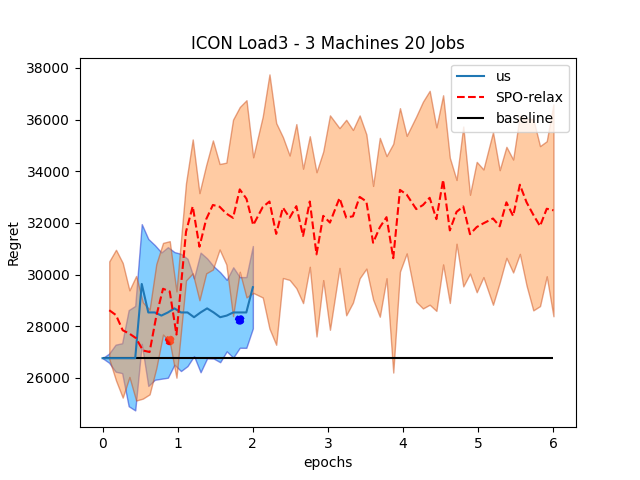 ICON Load3 - 3 Machines 20 Jobs
38000
36000
34000
32000
30000
28000
26000
Regret
us
SPO-relax
baseline
0 1 2 3 4 5 6
epochs